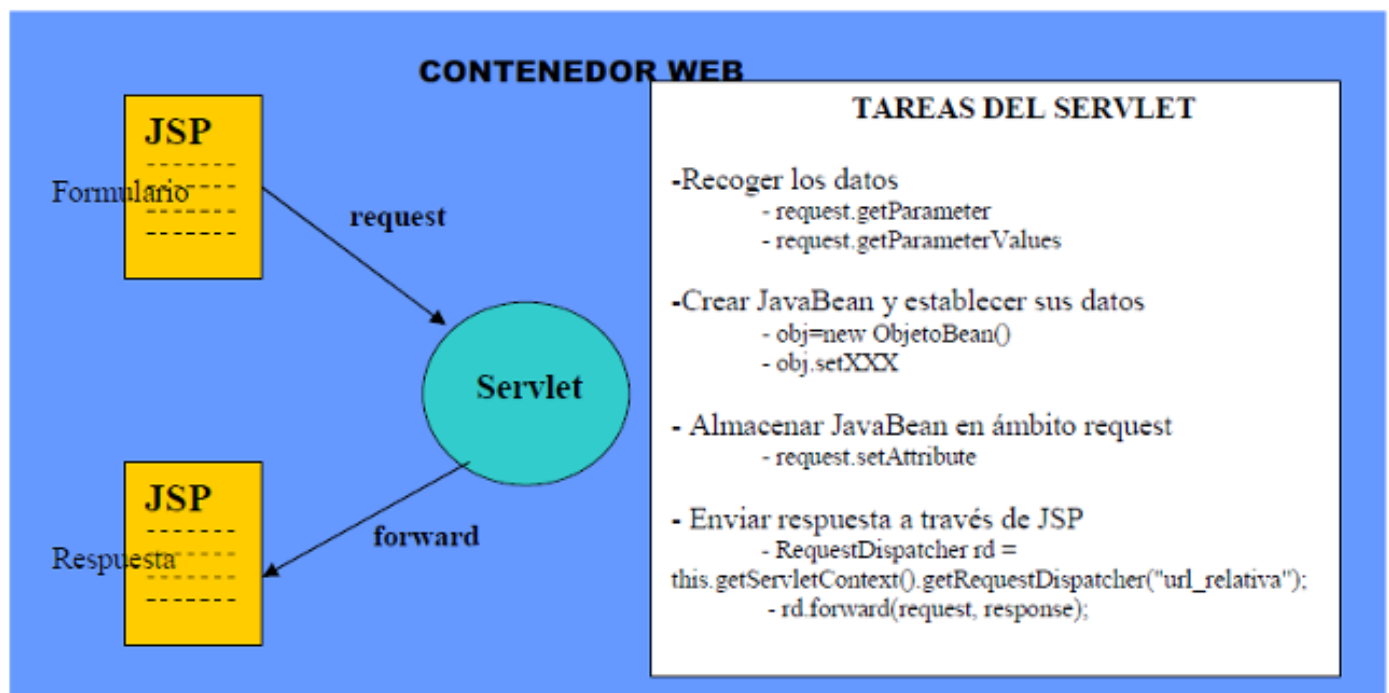 CONTENEDOR WEB
JSP
Formulario
request
Servlet
JSP
Respuesta
forward
TAREAS DEL SERVLET
-Recoger los datos
- request.getParameter
- request.getParameterValues
-Crear JavaBean y establecer sus datos
- obj=new ObjetoBean()
- obj.setXXX
- Almacenar JavaBean en ámbito request
- request.setAttribute
- Enviar respuesta a través de JSP
- RequestDispatcher rd =
this.getServletContext().getRequestDispatcher("url_relativa");
- rd.forward(request, response);